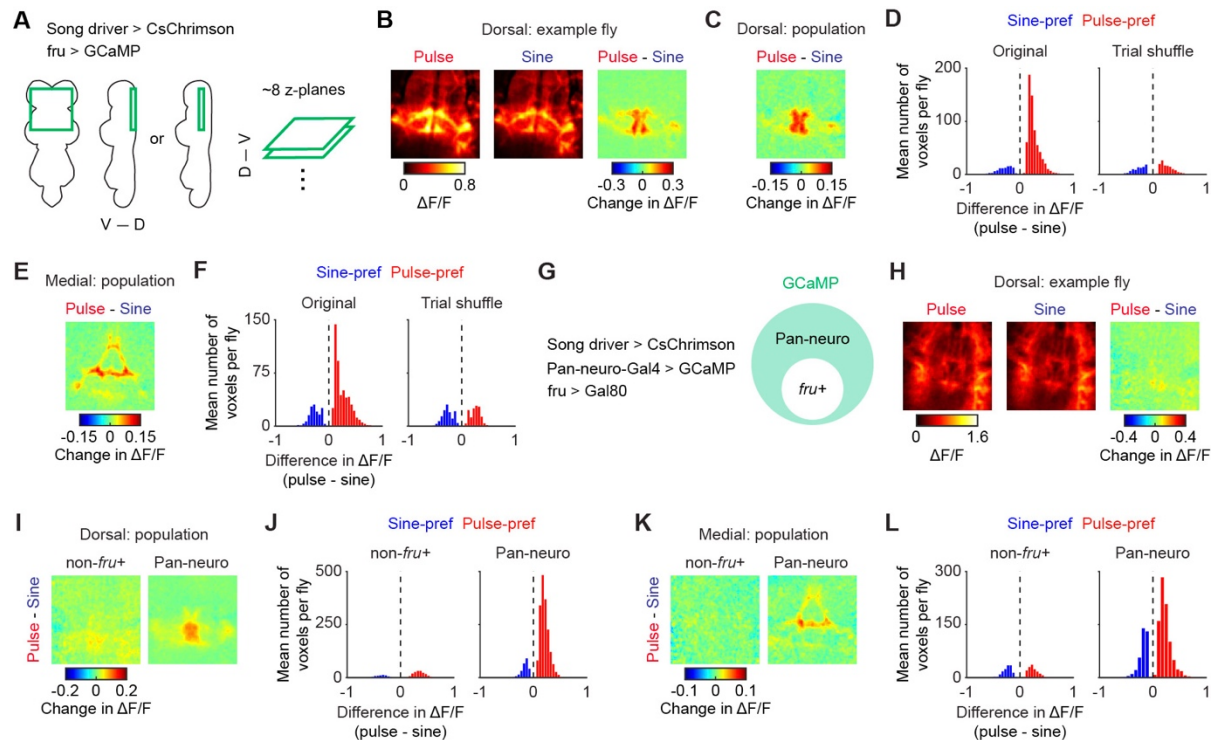 A
Song driver > CsChrimson
fru > GCaMP
or
V — D
~8 z-planes
D — V
B
Dorsal: example fly
Pulse
Sine
Pulse - Sine
0
0.8
ΔF/F
-0.3
0
0.3
Change in ΔF/F
C
Dorsal: population
Pulse - Sine
-0.15
0
0.15
Change in ΔF/F
D
Sine-pref Pulse-pref
Original
Trial shuffle
Mean number of
voxels per fly
200
100
0
-1
0
1
-1
0
1
Difference in ΔF/F
(pulse - sine)
E
Medial: population
Pulse - Sine
-0.15
0
0.15
Change in ΔF/F
F
Sine-pref Pulse-pref
Original
Trial shuffle
Mean number of
voxels per fly
150
75
0
-1
0
1
-1
0
1
Difference in ΔF/F
(pulse - sine)
G
Song driver > CsChrimson
Pan-neuro-Gal4 > GCaMP
fru > Gal80
GCaMP
Pan-neuro
fru+
H
Dorsal: example fly
Pulse
Sine
Pulse - Sine
0
1.6
ΔF/F
-0.4
0
0.4
Change in ΔF/F
I
Dorsal: population
non-fru+
Pan-neuro
Pulse - Sine
-0.2
0
0.2
Change in ΔF/F
J
Sine-pref Pulse-pref
non-fru+
Pan-neuro
Mean number of
voxels per fly
500
250
0
-1
0
1
-1
0
1
Difference in ΔF/F
(pulse - sine)
K
Medial: population
non-fru+
Pan-neuro
Pulse - Sine
-0.1
0
0.1
Change in ΔF/F
L
Sine-pref Pulse-pref
non-fru+
Pan-neuro
Mean number of
voxels per fly
300
150
0
-1
0
1
-1
0
1
Difference in ΔF/F
(pulse - sine)